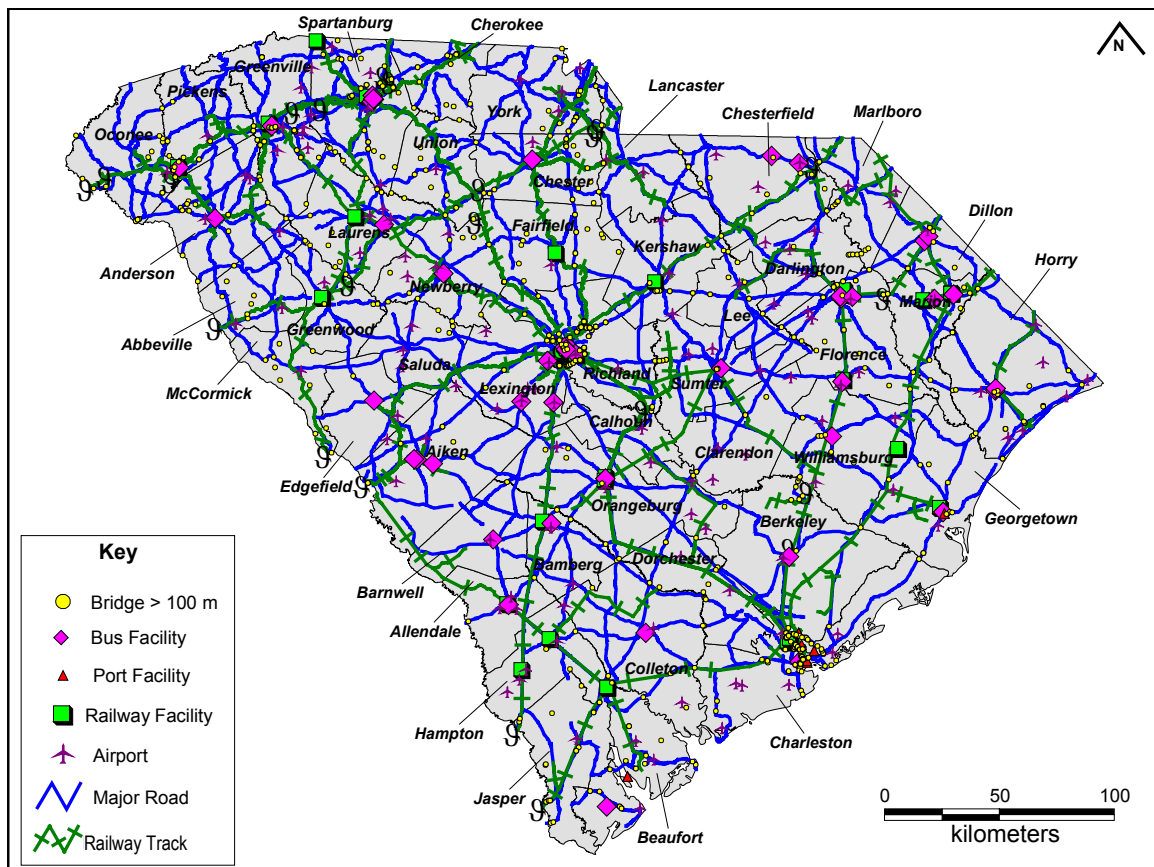 Spartanburg
Cherokee
N
Greenville
Pickens
Lancaster
Chesterfield
Marlboro
York
Oconee
Union
Chester
Dillon
Laurens
Fairfield
Kershaw
Horry
Anderson
Darlington
Newberry
Marion
Lee
Greenwood
Abbeville
Florence
Saluda
Richland
McCormick
Lexington
Sumter
Calhoun
Aiken
Clarendon
Williamsburg
Edgefield
Orangeburg
Georgetown
Berkeley
Key
Bamberg
Dorchester
Barnwell
Bridge > 100 m
Allendale
Bus Facility
Colleton
Port Facility
Railway Facility
Hampton
Charleston
Airport
Jasper
Major Road
0 50 100
Beaufort
kilometers
Railway Track